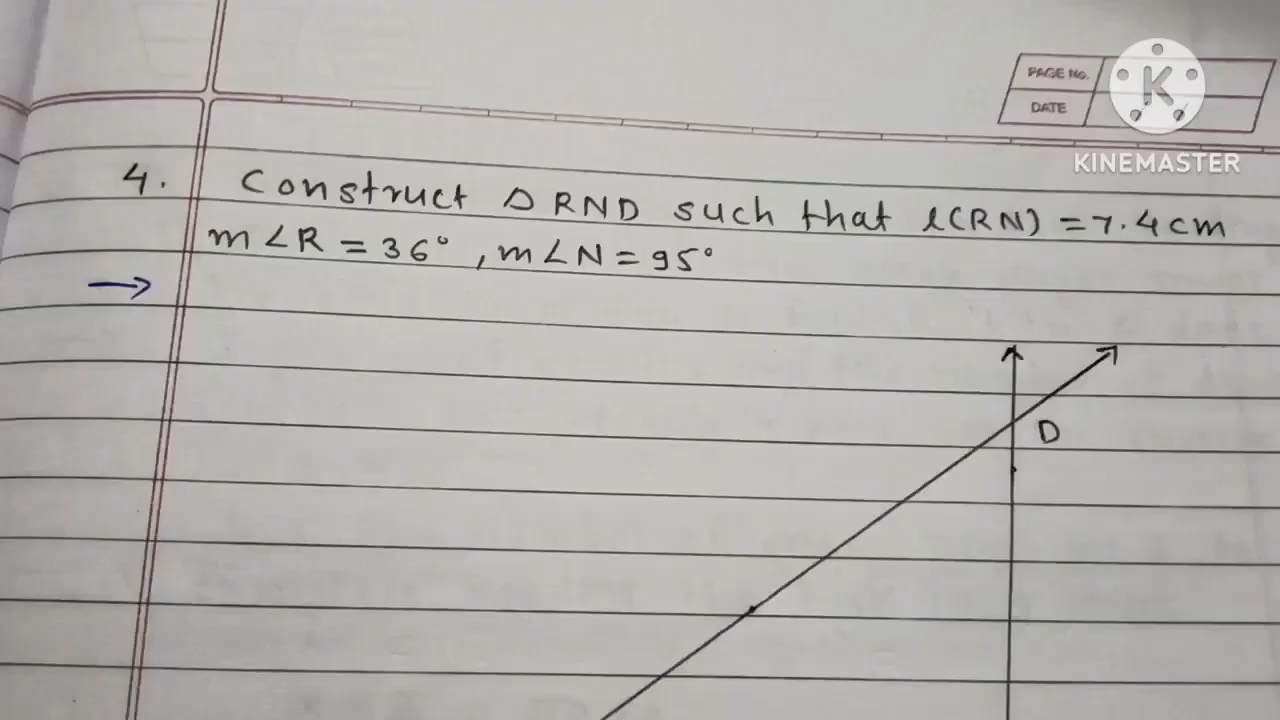 PAGE No.
DATE
KINEMASTER
4. Construct Δ RND such that l(RN) = 7.4 cm
m∠R = 36°, m∠N = 95°
D